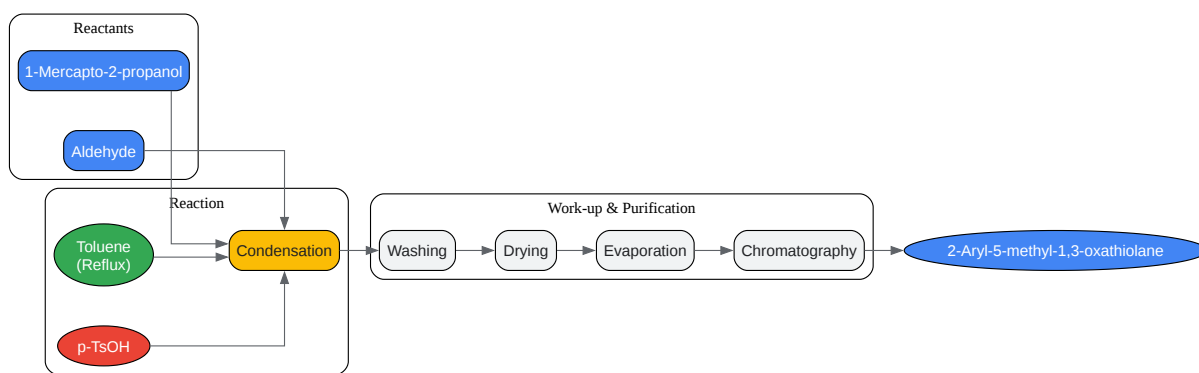 Reactants
1-Mercapto-2-propanol
Aldehyde
Reaction
Toluene
(Reflux)
Condensation
p-TsOH
Work-up & Purification
Washing
Drying
Evaporation
Chromatography
2-Aryl-5-methyl-1,3-oxathiolane